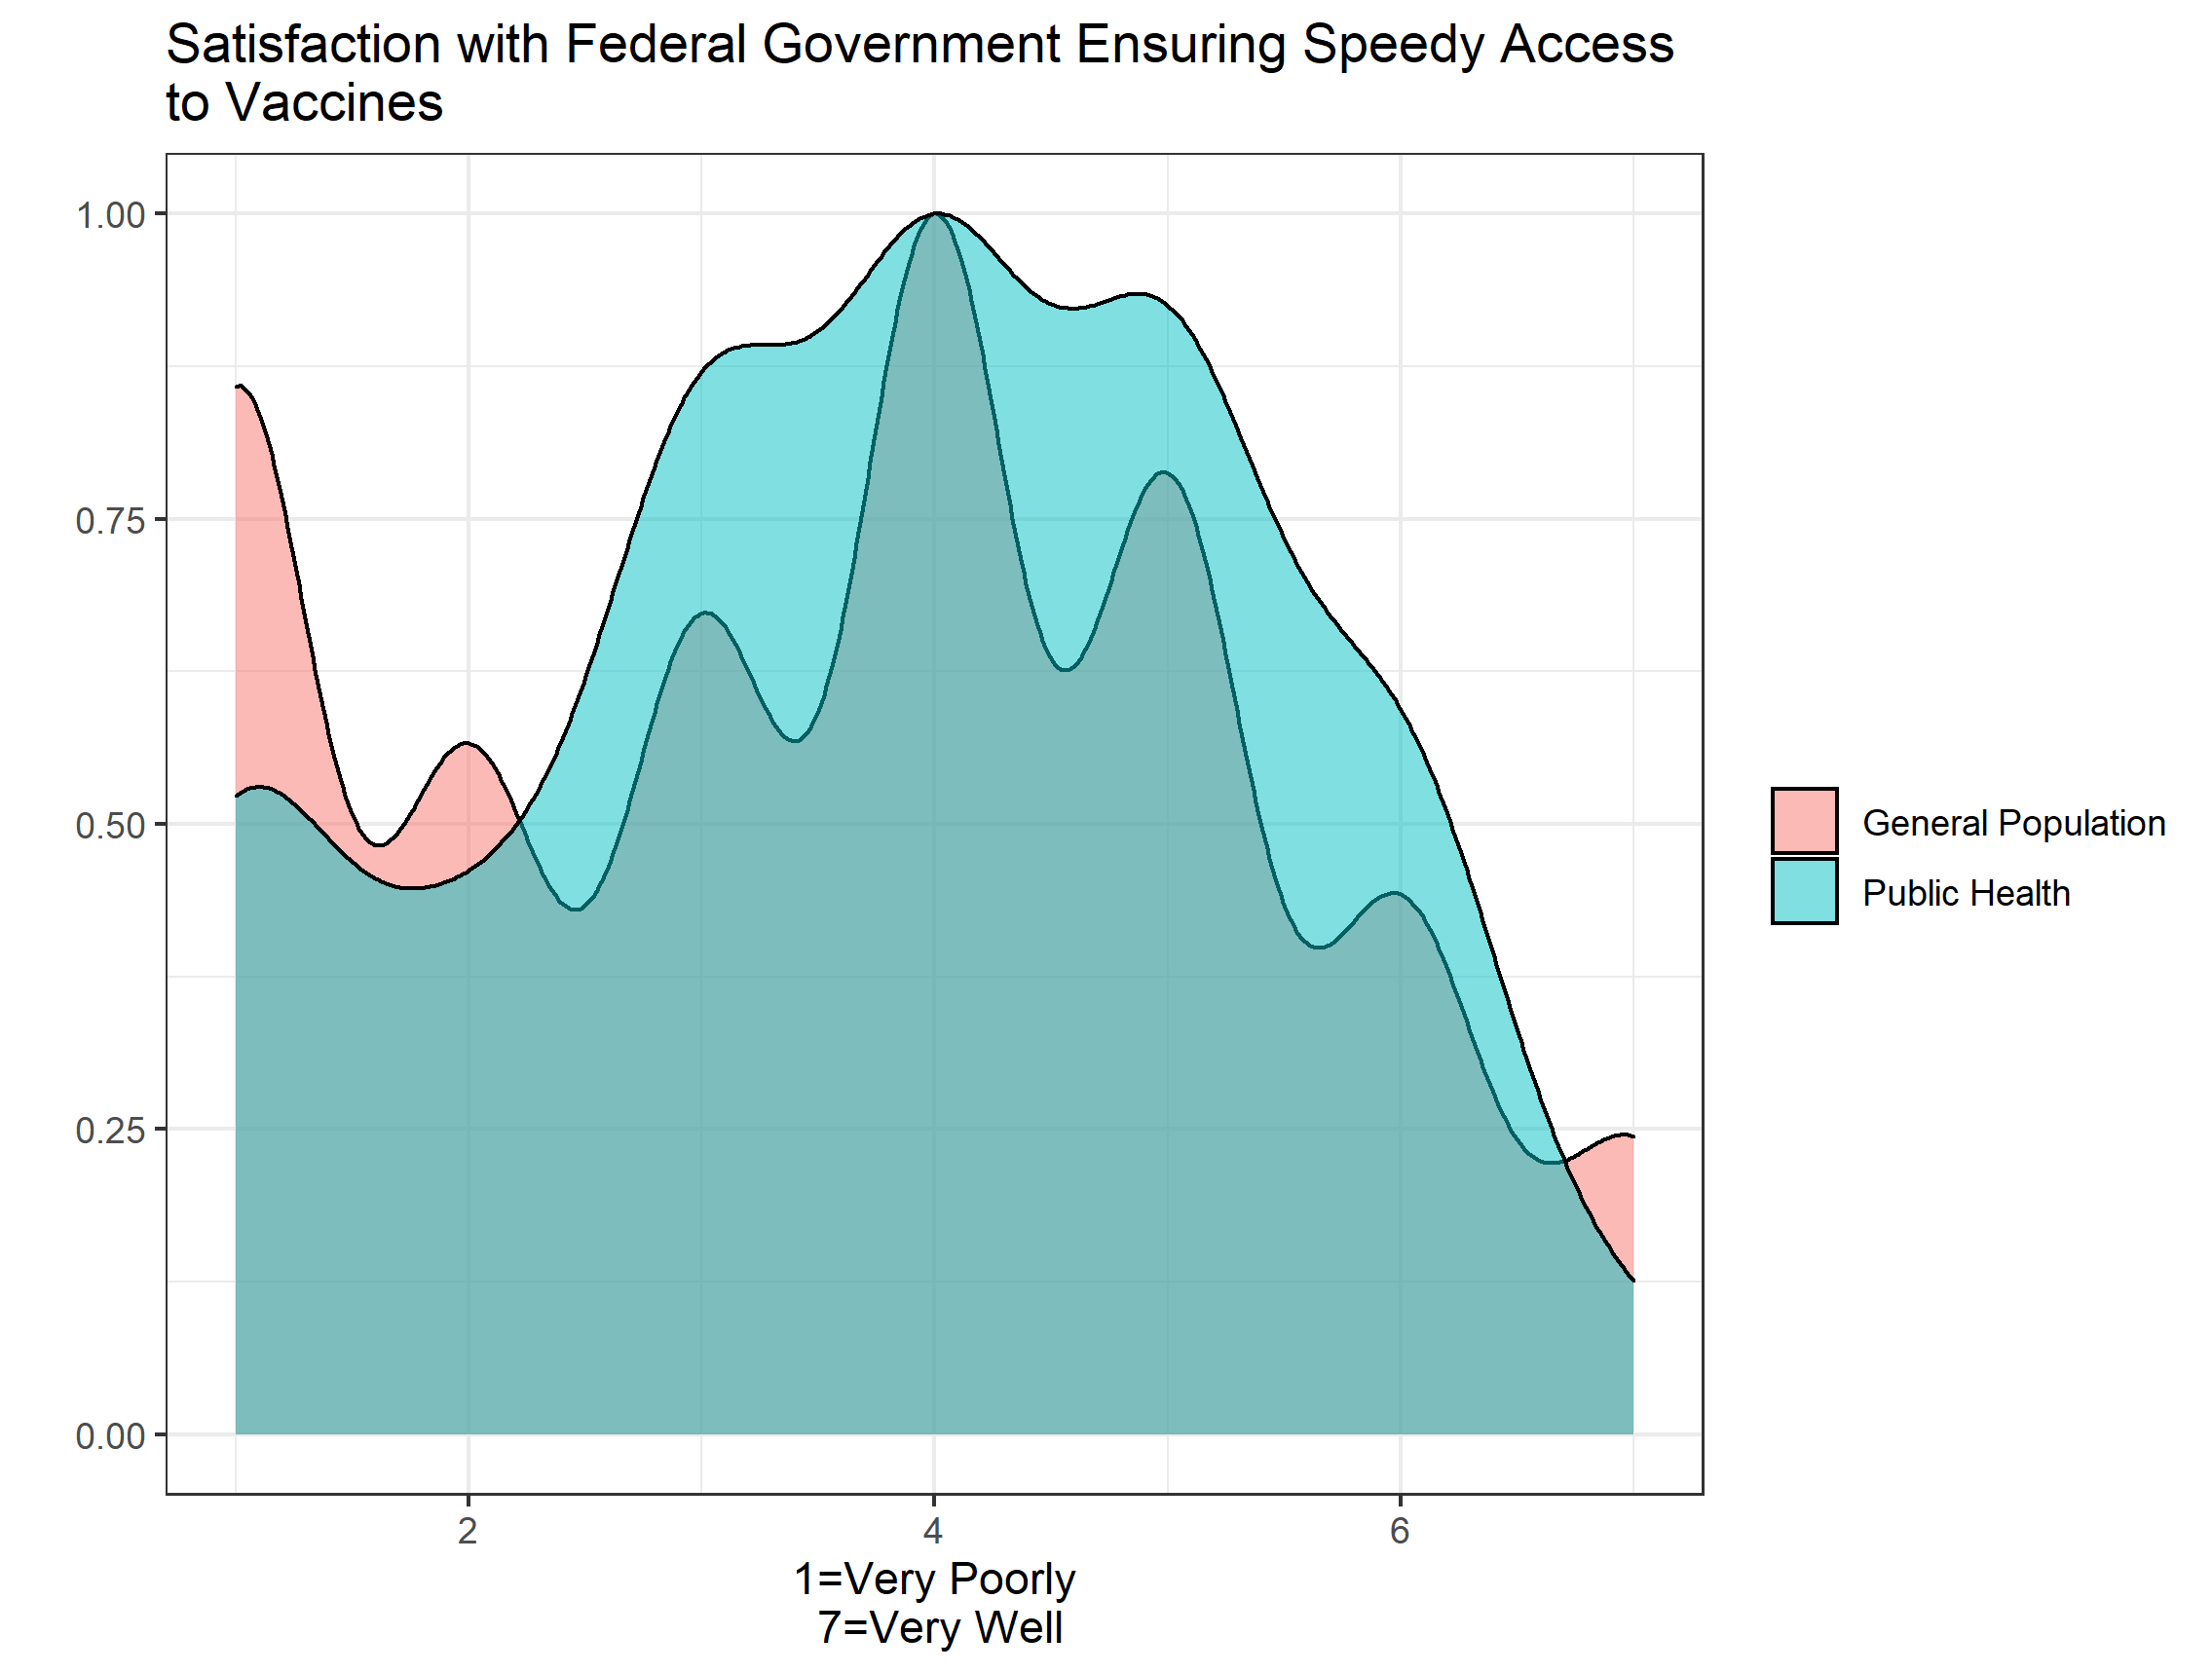 Satisfaction with Federal Government Ensuring Speedy Access
to Vaccines
1.00
0.75
0.50
0.25
0.00
2
4
6
1=Very Poorly
7=Very Well
General Population
Public Health